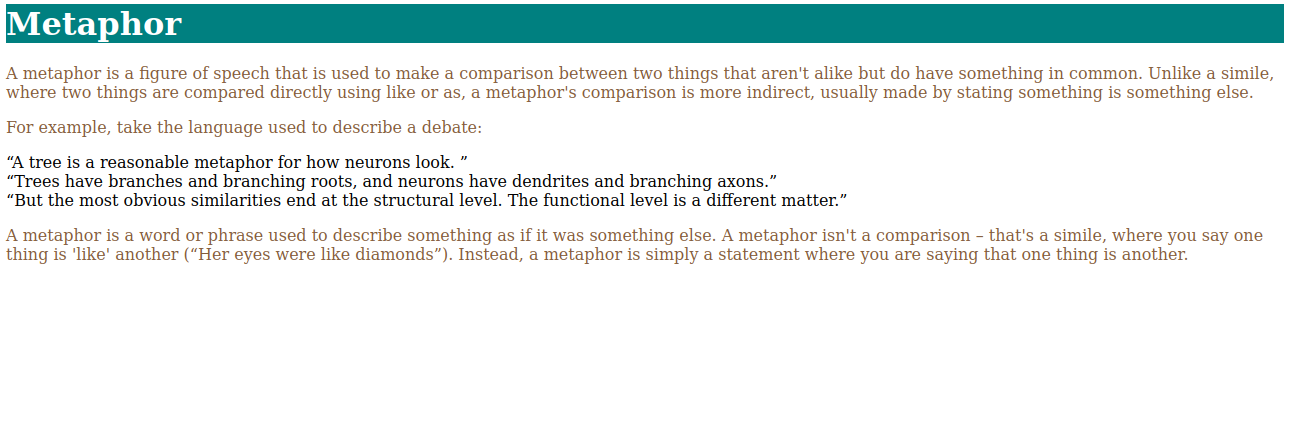 Metaphor
A metaphor is a figure of speech that is used to make a comparison between two things that aren't alike but do have something in common. Unlike a simile,
where two things are compared directly using like or as, a metaphor's comparison is more indirect, usually made by stating something is something else.
For example, take the language used to describe a debate:
“A tree is a reasonable metaphor for how neurons look. ”
“Trees have branches and branching roots, and neurons have dendrites and branching axons.”
“But the most obvious similarities end at the structural level. The functional level is a different matter.”
A metaphor is a word or phrase used to describe something as if it was something else. A metaphor isn't a comparison – that's a simile, where you say one
thing is 'like' another (“Her eyes were like diamonds”). Instead, a metaphor is simply a statement where you are saying that one thing is another.